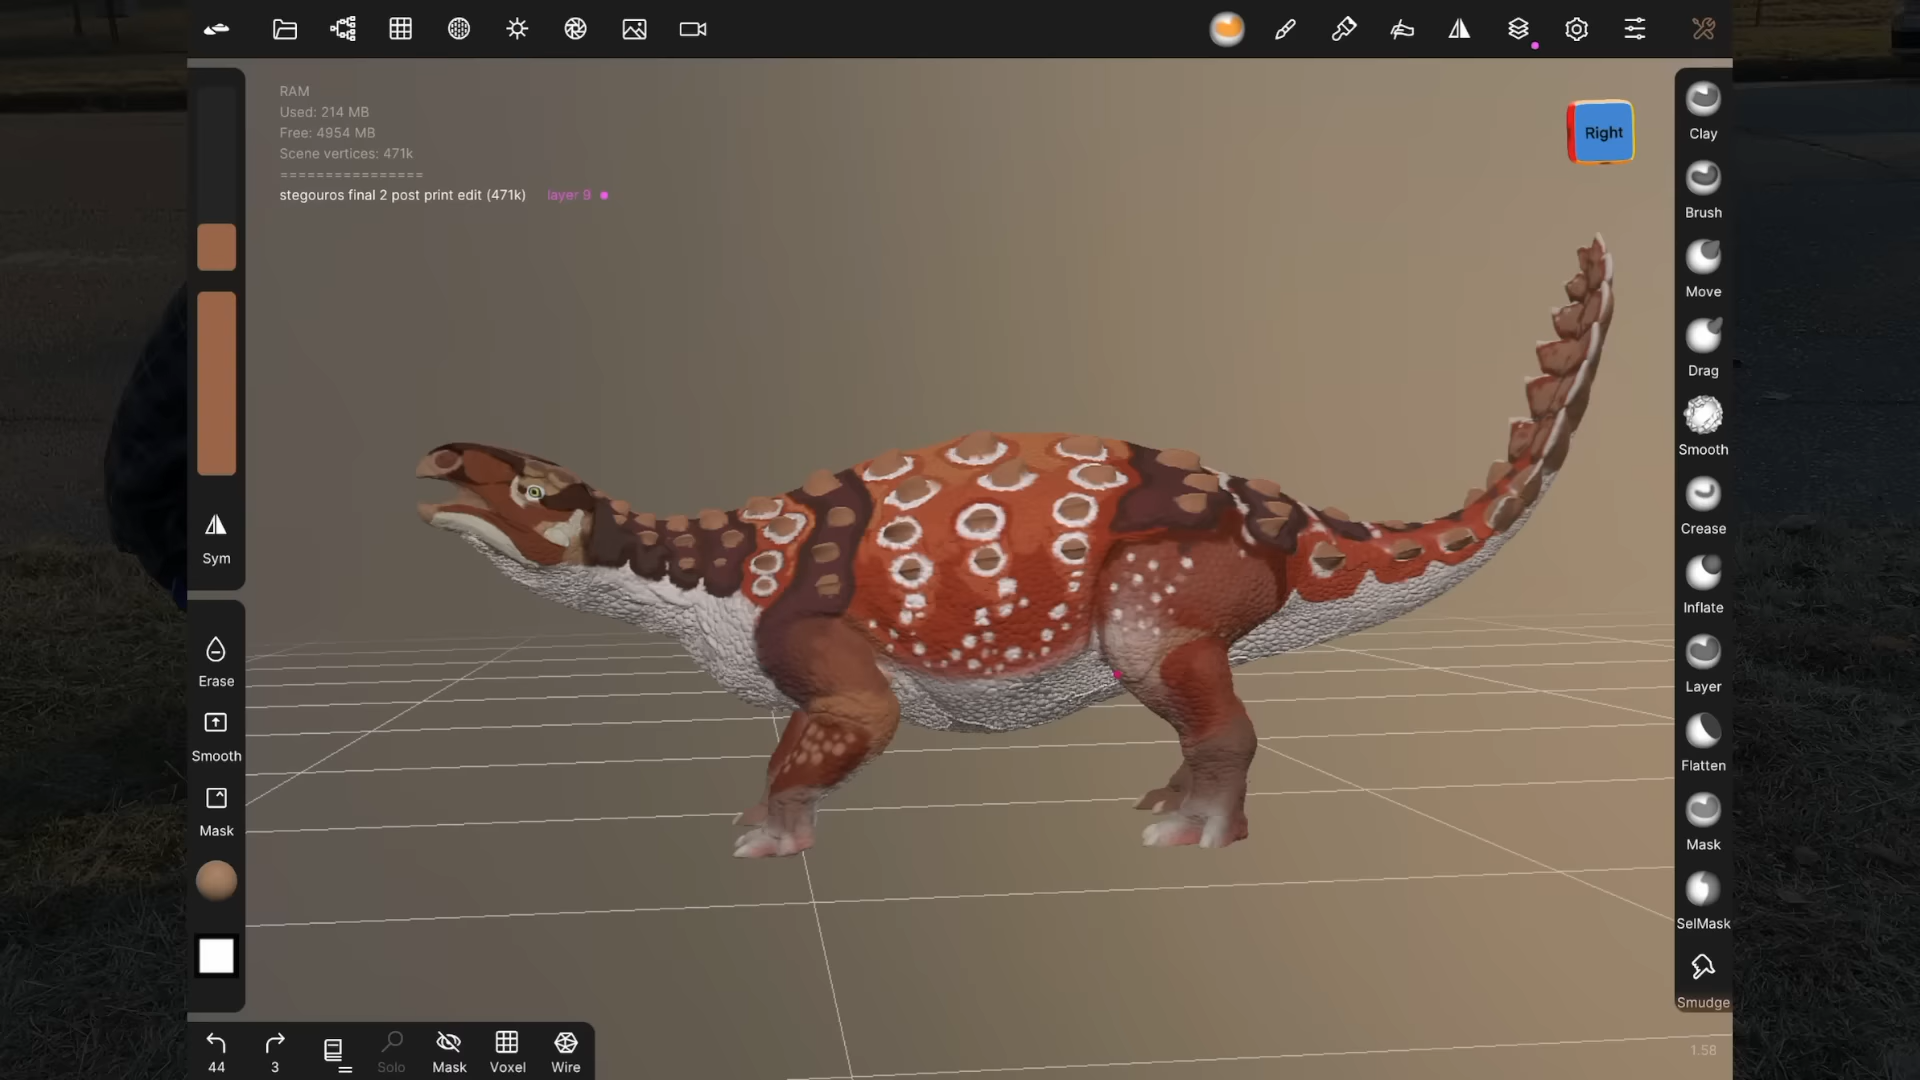 RAM
Used: 214 MB
Free: 4954 MB
Scene vertices: 471k
================
stegouros final 2 post print edit (471k) layer 9
Right
Sym
Erase
Smooth
Mask
Clay
Brush
Move
Drag
Smooth
Crease
Inflate
Layer
Flatten
Mask
SelMask
Smudge
44
3
Solo
Mask
Voxel
Wire
1.58